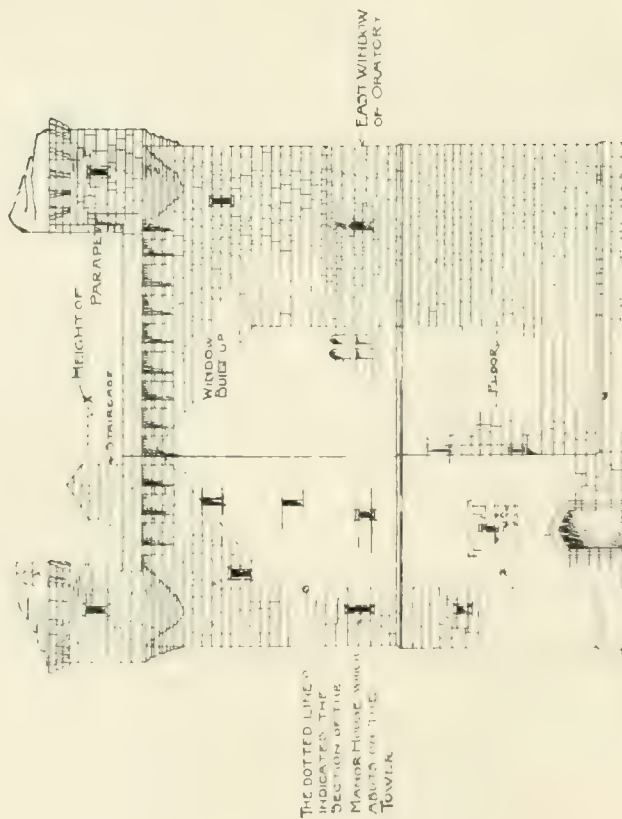 HEIGHT OF
PARAPET
STAIRCASE
EAST WINDOW
OF ORATORY
WINDOW
BUILT UP
FLOOR
THE DOTTED LINE
INDICATES THE
SECTION OF THE
MANOR HOUSE WHICH
ABUTS ON THE
TOWER